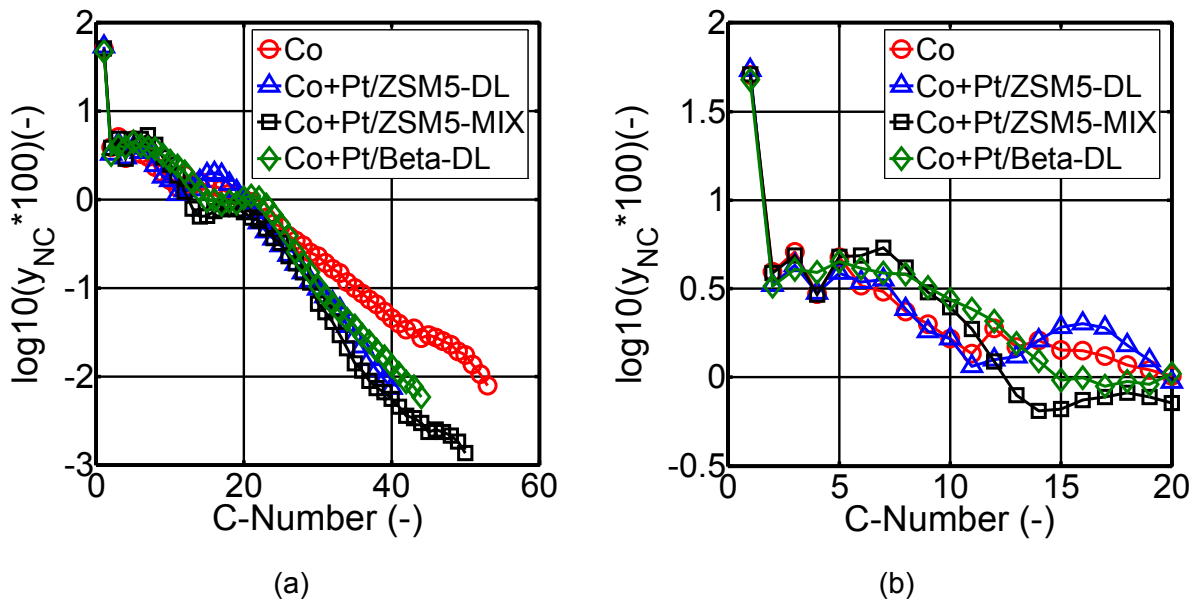 log10(y_NC*100)(-)
2
1
0
-1
-2
-3
0
20
40
60
C-Number (-)
Co
Co+Pt/ZSM5-DL
Co+Pt/ZSM5-MIX
Co+Pt/Beta-DL
(a)
log10(y_NC*100)(-)
2
1.5
1
0.5
0
-0.5
0
5
10
15
20
C-Number (-)
Co
Co+Pt/ZSM5-DL
Co+Pt/ZSM5-MIX
Co+Pt/Beta-DL
(b)